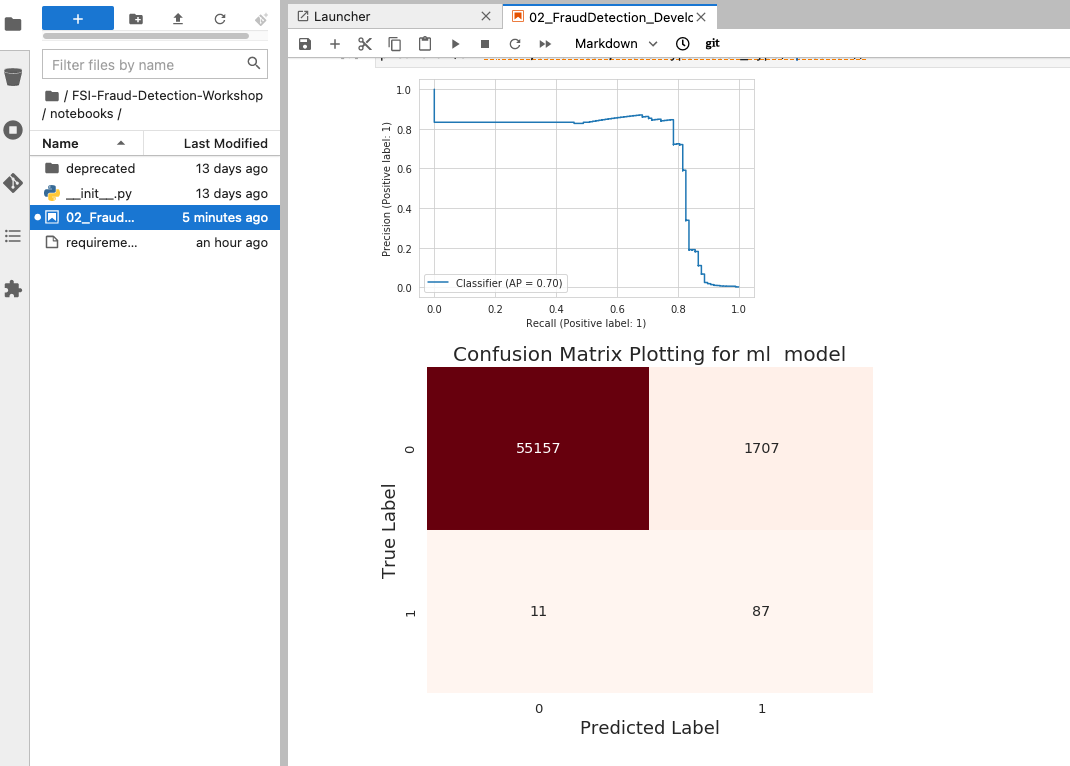 Launcher
02_FraudDetection_Develc
+
Markdown
git
Filter files by name
/ FSI-Fraud-Detection-Workshop
/ notebooks /
Name Last Modified
deprecated 13 days ago
__init__.py 13 days ago
02_Fraud... 5 minutes ago
requireme... an hour ago
1.0
0.8
0.6
0.4
0.2
0.0
Precision (Positive label: 1)
Classifier (AP = 0.70)
0.0 0.2 0.4 0.6 0.8 1.0
Recall (Positive label: 1)
Confusion Matrix Plotting for ml model
True Label
0
55157 1707
1
11 87
0 1
Predicted Label